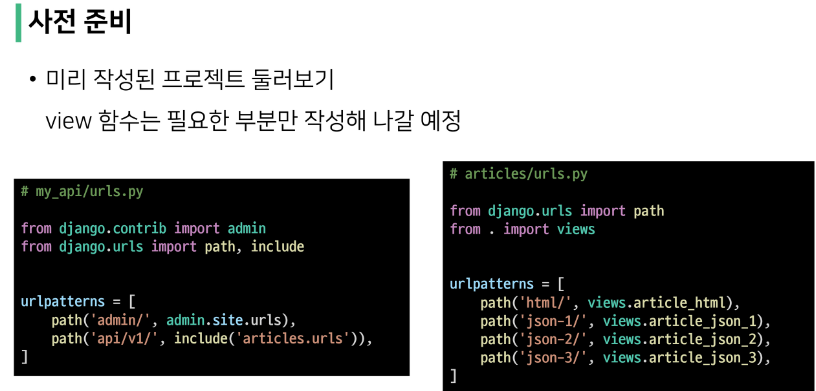 사전 준비
• 미리 작성된 프로젝트 둘러보기
view 함수는 필요한 부분만 작성해 나갈 예정
# my_api/urls.py
from django.contrib import admin
from django.urls import path, include
urlpatterns = [
    path('admin/', admin.site.urls),
    path('api/v1/', include('articles.urls')),
]
# articles/urls.py
from django.urls import path
from . import views
urlpatterns = [
    path('html/', views.article_html),
    path('json-1/', views.article_json_1),
    path('json-2/', views.article_json_2),
    path('json-3/', views.article_json_3),
]